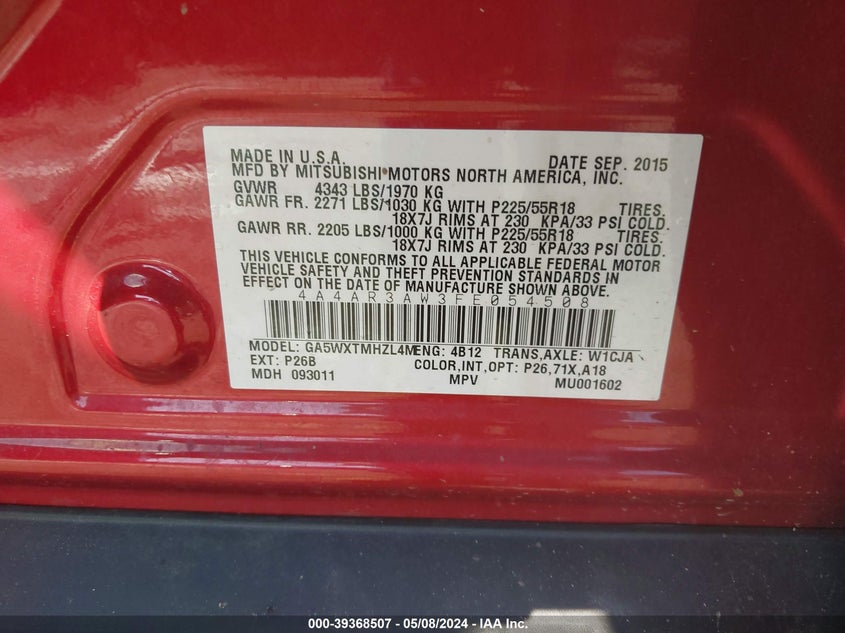 MADE IN U.S.A. DATE SEP. 2015
MFD BY MITSUBISHI MOTORS NORTH AMERICA, INC.
GVWR 4343 LBS/1970 KG
GAWR FR. 2271 LBS/1030 KG WITH P225/55R18 TIRES,
18X7J RIMS AT 230 KPA/33 PSI COLD.
GAWR RR. 2205 LBS/1000 KG WITH P225/55R18 TIRES,
18X7J RIMS AT 230 KPA/33 PSI COLD.
THIS VEHICLE CONFORMS TO ALL APPLICABLE FEDERAL MOTOR
VEHICLE SAFETY AND THEFT PREVENTION STANDARDS IN
EFFECT ON THE DATE OF MANUFACTURE SHOWN ABOVE.
4A4AR3AW3FE054508
MODEL: GA5WXTMHZL4M ENG: 4B12 TRANS,AXLE: W1CJA
EXT: P26B COLOR,INT,OPT: P26,71X,A18
MDH 093011 MPV MU001602
000-39368507 - 05/08/2024 - Copyright IAA, Inc.